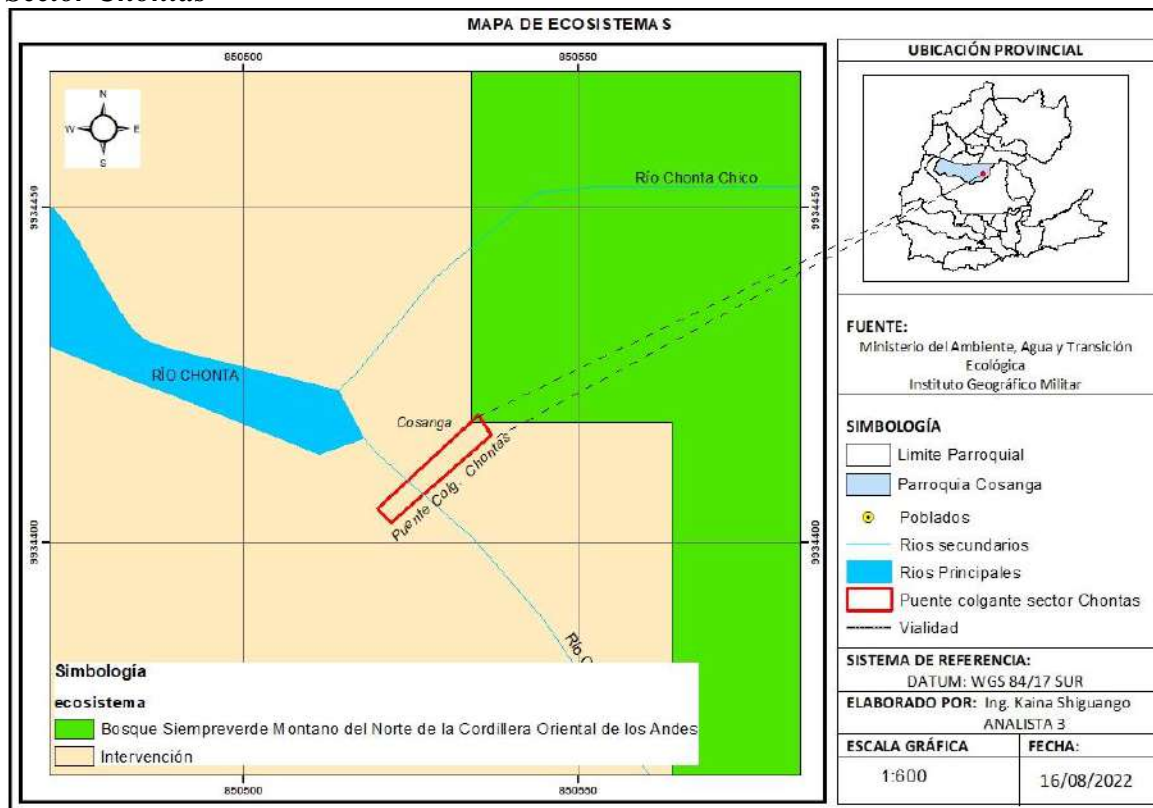 Sector Chontas
MAPA DE ECOSISTEMAS
850500
850550
N
W
E
S
9934450
9934450
Río Chonta Chico
RÍO CHONTA
Cosanga
Puente Colg. Chontas
9934400
9934400
Río C
Simbología
ecosistema
Bosque Siempreverde Montano del Norte de la Cordillera Oriental de los Andes
Intervención
850500
850550
UBICACIÓN PROVINCIAL
FUENTE:
Ministerio del Ambiente, Agua y Transición
Ecológica
Instituto Geográfico Militar
SIMBOLOGÍA
Limite Parroquial
Parroquia Cosanga
Poblados
Rios secundarios
Rios Principales
Puente colgante sector Chontas
Vialidad
SISTEMA DE REFERENCIA:
DATUM: WGS 84/17 SUR
ELABORADO POR: Ing. Kaina Shiguango
ANALISTA 3
ESCALA GRÁFICA
1:600
FECHA:
16/08/2022